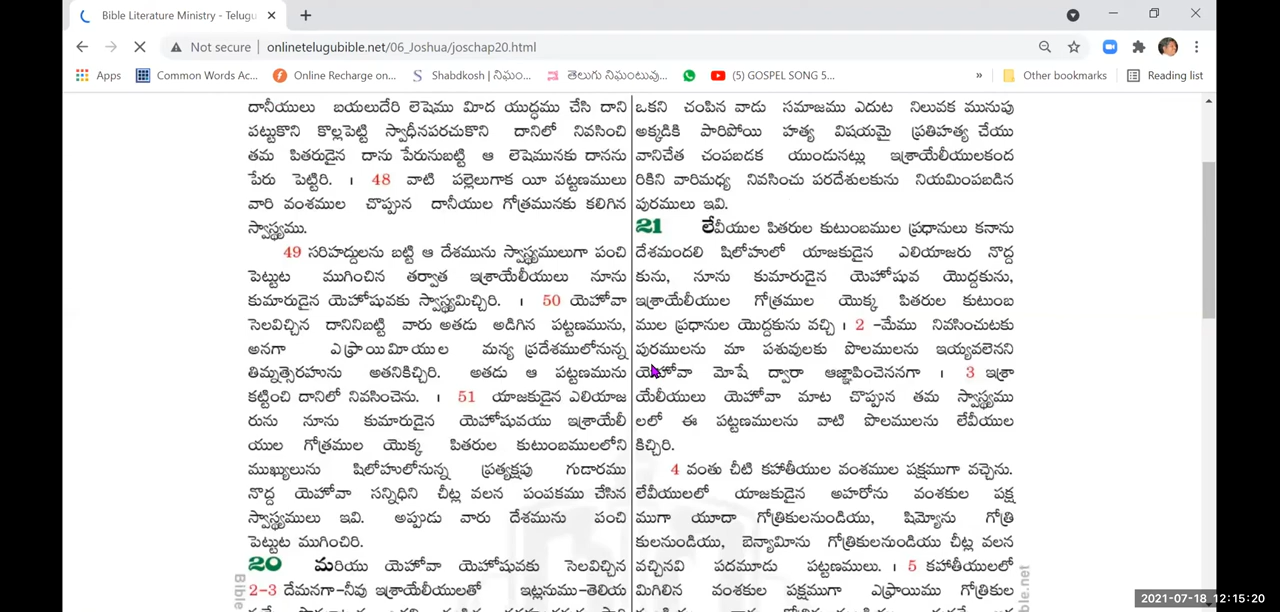 Bible Literature Ministry - Telugu
Not secure | onlinetelugubible.net/06_Joshua/joschap20.html
Apps Common Words Ac... Online Recharge on... Shabdkosh | నిఘం... తెలుగు నిఘంటువు... (5) GOSPEL SONG 5... » Other bookmarks Reading list
దానీయులు బయలుదేరి లెషెము మీద యుద్ధము చేసి దాని
పట్టుకొని కొల్లపెట్టి స్వాధీనపరచుకొని దానిలో నివసించి
తమ పితరుడైన దాను పేరునుబట్టి ఆ లెషెమునకు దానను
పేరు పెట్టిరి. । 48 వాటి పల్లెలుగాక యీ పట్టణములు
వారి వంశముల చొప్పున దానీయుల గోత్రమునకు కలిగిన
స్వాస్థ్యము.
49 సరిహద్దులను బట్టి ఆ దేశమును స్వాస్థ్యములుగా పంచి
పెట్టుట ముగించిన తర్వాత ఇశ్రాయేలీయులు నూను
కుమారుడైన యెహోషువకు స్వాస్థ్యమిచ్చిరి. । 50 యెహోవా
సెలవిచ్చిన దానినిబట్టి వారు అతడు అడిగిన పట్టణమును,
అనగా ఎఫ్రాయిమీయుల మన్య ప్రదేశములోనున్న
తిమ్నత్సెరహును అతనికిచ్చిరి. అతడు ఆ పట్టణమును
కట్టించి దానిలో నివసించెను. । 51 యాజకుడైన ఎలియాజ
రును నూను కుమారుడైన యెహోషువయు ఇశ్రాయేలీ
యుల గోత్రముల యొక్క పితరుల కుటుంబములలోని
ముఖ్యులును షిలోహులోనున్న ప్రత్యక్షపు గుడారము
నొద్ద యెహోవా సన్నిధిని చీట్ల వలన పంపకము చేసిన
స్వాస్థ్యములు ఇవి. అప్పుడు వారు దేశమును పంచి
పెట్టుట ముగించిరి.
20 మరియు యెహోవా యెహోషువకు సెలవిచ్చిన
2-3 దేమనగా-నీవు ఇశ్రాయేలీయులతో ఇట్లనుము-తెలియ
ఒకని చంపిన వాడు సమాజము ఎదుట నిలువక మునుపు
అక్కడికి పారిపోయి హత్య విషయమై ప్రతిహత్య చేయు
వానిచేత చంపబడక యుండునట్లు ఇశ్రాయేలీయులకంద
రికిని వారిమధ్య నివసించు పరదేశులకును నియమింపబడిన
పురములు ఇవి.
21 లేవీయుల పితరుల కుటుంబముల ప్రధానులు కనాను
దేశమందలి షిలోహులో యాజకుడైన ఎలియాజరు నొద్ద
కును, నూను కుమారుడైన యెహోషువ యొద్దకును,
ఇశ్రాయేలీయుల గోత్రముల యొక్క పితరుల కుటుంబ
ముల ప్రధానుల యొద్దకును వచ్చి । 2 -మేము నివసించుటకు
పురములను మా పశువులకు పొలములను ఇయ్యవలెనని
యెహోవా మోషే ద్వారా ఆజ్ఞాపించెననగా । 3 ఇశ్రా
యేలీయులు యెహోవా మాట చొప్పున తమ స్వాస్థ్యము
లలో ఈ పట్టణములను వాటి పొలములను లేవీయుల
కిచ్చిరి.
4 వంతు చీటి కహాతీయుల వంశముల పక్షముగా వచ్చెను.
లేవీయులలో యాజకుడైన అహరోను వంశకుల పక్ష
ముగా యూదా గోత్రికులనుండియు, షిమ్యోను గోత్రి
కులనుండియు, బెన్యామీను గోత్రికులనుండియు చీట్ల వలన
వచ్చినవి పదమూడు పట్టణములు. । 5 కహాతీయులలో
మిగిలిన వంశకుల పక్షముగా ఎఫ్రాయిము గోత్రికుల
Bible
ne.net
2021-07-18_12:15:20